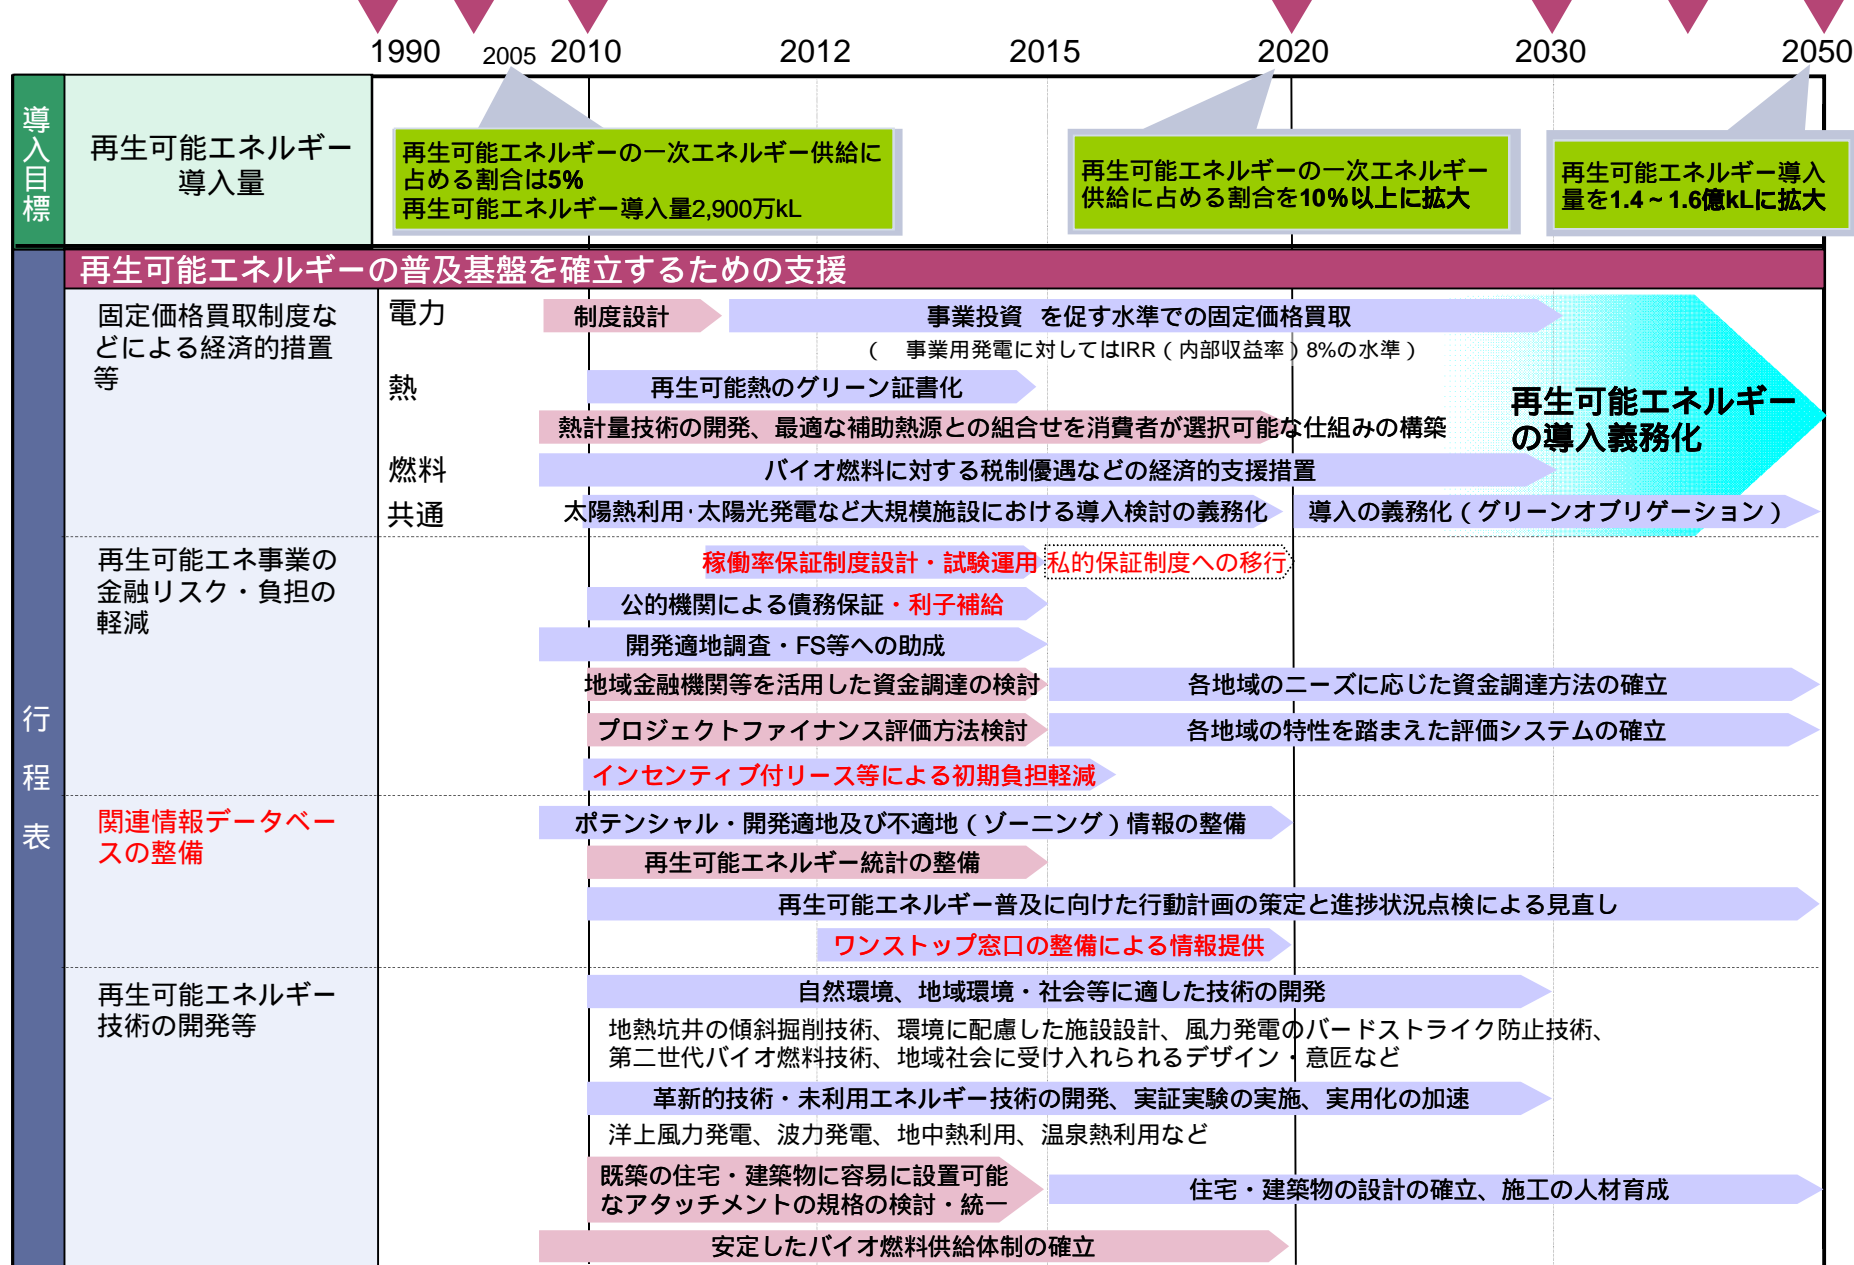 1990 2005 2010 2012 2015 2020 2030 2050
導入目標
再生可能エネルギー
導入量
再生可能エネルギーの一次エネルギー供給に
占める割合は5%
再生可能エネルギー導入量2,900万kL
再生可能エネルギーの一次エネルギー
供給に占める割合を10%以上に拡大
再生可能エネルギー導入
量を1.4~1.6億kLに拡大
行程表
再生可能エネルギーの普及基盤を確立するための支援
固定価格買取制度な
どによる経済的措置
等
電力
制度設計
事業投資 を促す水準での固定価格買取
( 事業用発電に対してはIRR(内部収益率)8%の水準)
熱
再生可能熱のグリーン証書化
熱計量技術の開発、最適な補助熱源との組合せを消費者が選択可能な仕組みの構築
燃料
バイオ燃料に対する税制優遇などの経済的支援措置
共通
太陽熱利用・太陽光発電など大規模施設における導入検討の義務化
導入の義務化(グリーンオブリゲーション)
再生可能エネルギー
の導入義務化
再生可能エネ事業の
金融リスク・負担の
軽減
稼働率保証制度設計・試験運用
私的保証制度への移行
公的機関による債務保証・利子補給
開発適地調査・FS等への助成
地域金融機関等を活用した資金調達の検討
各地域のニーズに応じた資金調達方法の確立
プロジェクトファイナンス評価方法検討
各地域の特性を踏まえた評価システムの確立
インセンティブ付リース等による初期負担軽減
関連情報データベー
スの整備
ポテンシャル・開発適地及び不適地(ゾーニング)情報の整備
再生可能エネルギー統計の整備
再生可能エネルギー普及に向けた行動計画の策定と進捗状況点検による見直し
ワンストップ窓口の整備による情報提供
再生可能エネルギー
技術の開発等
自然環境、地域環境・社会等に適した技術の開発
地熱坑井の傾斜掘削技術、環境に配慮した施設設計、風力発電のバードストライク防止技術、
第二世代バイオ燃料技術、地域社会に受け入れられるデザイン・意匠など
革新的技術・未利用エネルギー技術の開発、実証実験の実施、実用化の加速
洋上風力発電、波力発電、地中熱利用、温泉熱利用など
既築の住宅・建築物に容易に設置可能
なアタッチメントの規格の検討・統一
住宅・建築物の設計の確立、施工の人材育成
安定したバイオ燃料供給体制の確立